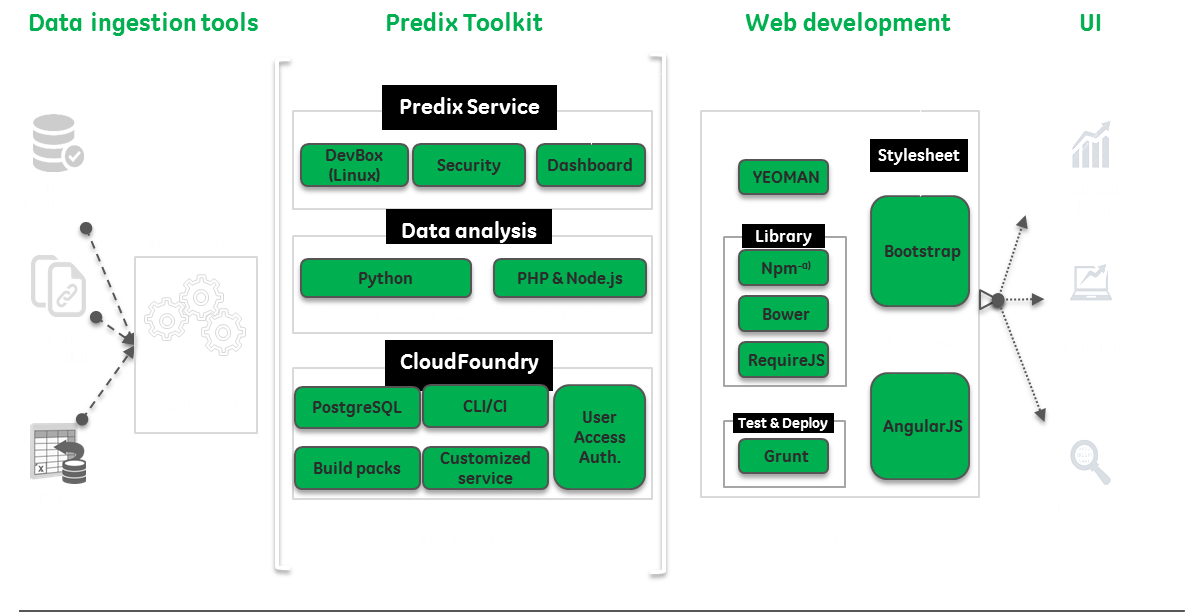 Data ingestion tools
Predix Toolkit
Web development
UI
Predix Service
DevBox
(Linux)
Security
Dashboard
Data analysis
Python
PHP & Node.js
CloudFoundry
PostgreSQL
CLI/CI
User
Access
Auth.
Build packs
Customized
service
YEOMAN
Library
Npm-a)
Bower
RequireJS
Test & Deploy
Grunt
Stylesheet
Bootstrap
AngularJS
X